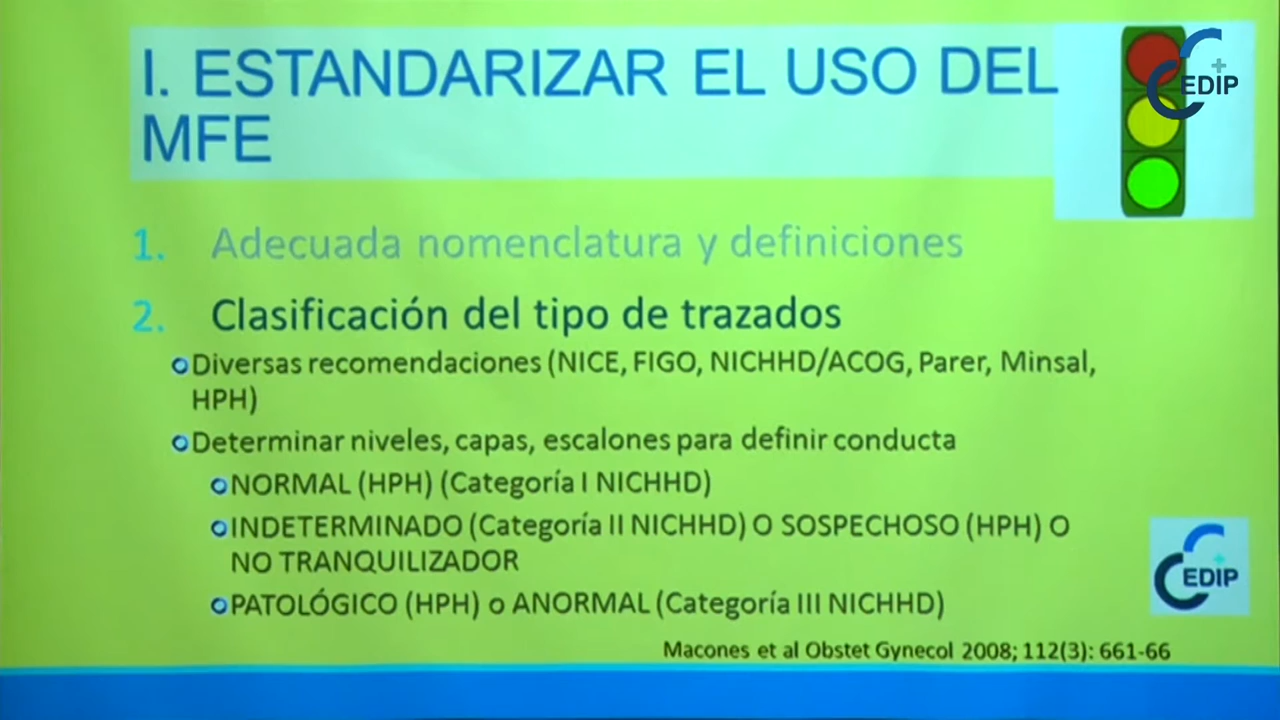 I. ESTANDARIZAR EL USO DEL
MFE
EDIP
1. Adecuada nomenclatura y definiciones
2. Clasificación del tipo de trazados
Diversas recomendaciones (NICE, FIGO, NICHHD/ACOG, Parer, Minsal,
HPH)
Determinar niveles, capas, escalones para definir conducta
NORMAL (HPH) (Categoría I NICHHD)
INDETERMINADO (Categoría II NICHHD) O SOSPECHOSO (HPH) O
NO TRANQUILIZADOR
PATOLÓGICO (HPH) o ANORMAL (Categoría III NICHHD)
EDIP
Macones et al Obstet Gynecol 2008; 112(3): 661-66